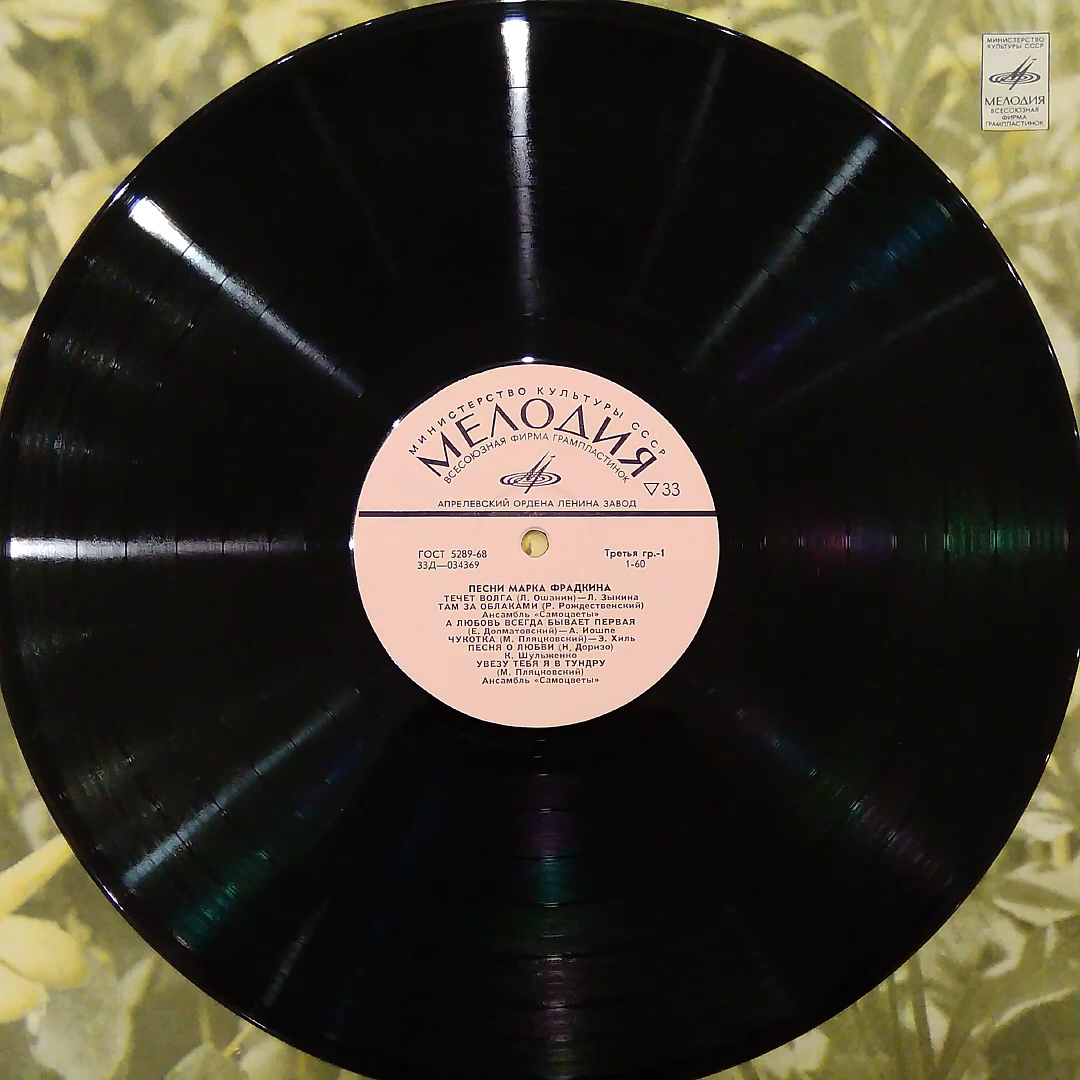 МИНИСТЕРСТВО
КУЛЬТУРЫ СССР
МЕЛОДИЯ
ВСЕСОЮЗНАЯ
ФИРМА
ГРАМПЛАСТИНОК
МИНИСТЕРСТВО КУЛЬТУРЫ СССР
МЕЛОДИЯ
ВСЕСОЮЗНАЯ ФИРМА ГРАМПЛАСТИНОК
▽33
АПРЕЛЕВСКИЙ ОРДЕНА ЛЕНИНА ЗАВОД
ГОСТ 5289-68 Третья гр.-1
33Д—034369 1-60
ПЕСНИ МАРКА ФРАДКИНА
ТЕЧЕТ ВОЛГА (Л. Ошанин)—Л. Зыкина
ТАМ ЗА ОБЛАКАМИ (Р. Рождественский)
Ансамбль «Самоцветы»
А ЛЮБОВЬ ВСЕГДА БЫВАЕТ ПЕРВАЯ
(Е. Долматовский)—А. Иошпе
ЧУКОТКА (М. Пляцковский)—Э. Хиль
ПЕСНЯ О ЛЮБВИ (Н. Доризо)
К. Шульженко
УВЕЗУ ТЕБЯ Я В ТУНДРУ
(М. Пляцковский)
Ансамбль «Самоцветы»